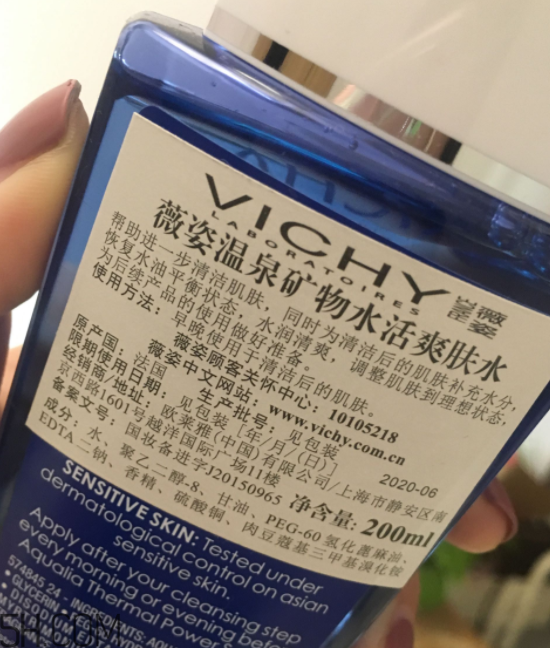 VICHY
LABORATOIRES
薇姿
薇姿温泉矿物水活爽肤水
帮助进一步清洁肌肤，同时为清洁后的肌肤补充水分，
恢复水油平衡状态，水润清爽，调整肌肤到理想状态，
为后续产品的使用做好准备。
使用方法：早晚使用于清洁后的肌肤。
薇姿顾客关怀中心：10105218
薇姿中文网站：www.vichy.com.cn
原产国：法国
生产批号：见包装
限期使用日期：见包装[年/月/(日)]
2020-06
经销商/地址：欧莱雅(中国)有限公司/上海市静安区南
京西路1601号越洋国际广场11楼
备案文号：国妆备进字J20150965
净含量：200ml
成分：水、聚乙二醇-8、甘油、PEG-60 氢化蓖麻油、
EDTA 二钠、香精、硫酸铜、肉豆蔻基三甲基溴化铵
SENSITIVE SKIN: Tested under
dermatological control on asian
sensitive skin.
Apply after your cleansing step
every morning or evening
Aqualia Thermal Power
574845 24 - INGREDIENTS:
GLYCERIN
SH.COM